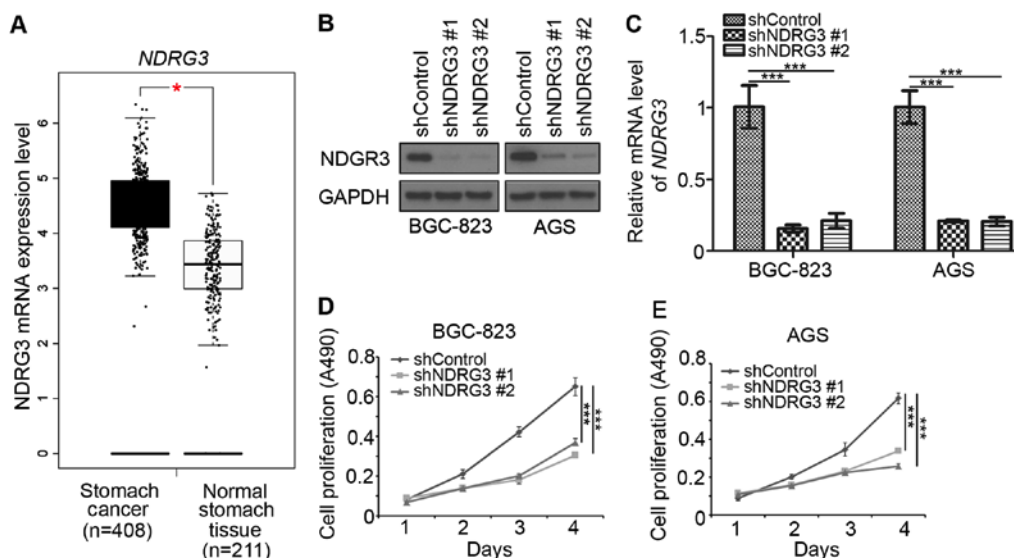 A
NDRG3
NDRG3 mRNA expression level
6
5
4
3
2
1
0
*
Stomach
cancer
(n=408)
Normal
stomach
tissue
(n=211)
B
shControl
shNDRG3 #1
shNDRG3 #2
shControl
shNDRG3 #1
shNDRG3 #2
NDGR3
GAPDH
BGC-823
AGS
C
shControl
shNDRG3 #1
shNDRG3 #2
Relative mRNA level
of NDRG3
1.5
1
0.5
0
***
***
***
***
BGC-823
AGS
D
BGC-823
Cell proliferation (A490)
0.8
0.6
0.4
0.2
0
shControl
shNDRG3 #1
shNDRG3 #2
***
***
1 2 3 4
Days
E
AGS
Cell proliferation (A490)
0.8
0.6
0.4
0.2
0
shControl
shNDRG3 #1
shNDRG3 #2
***
***
1 2 3 4
Days